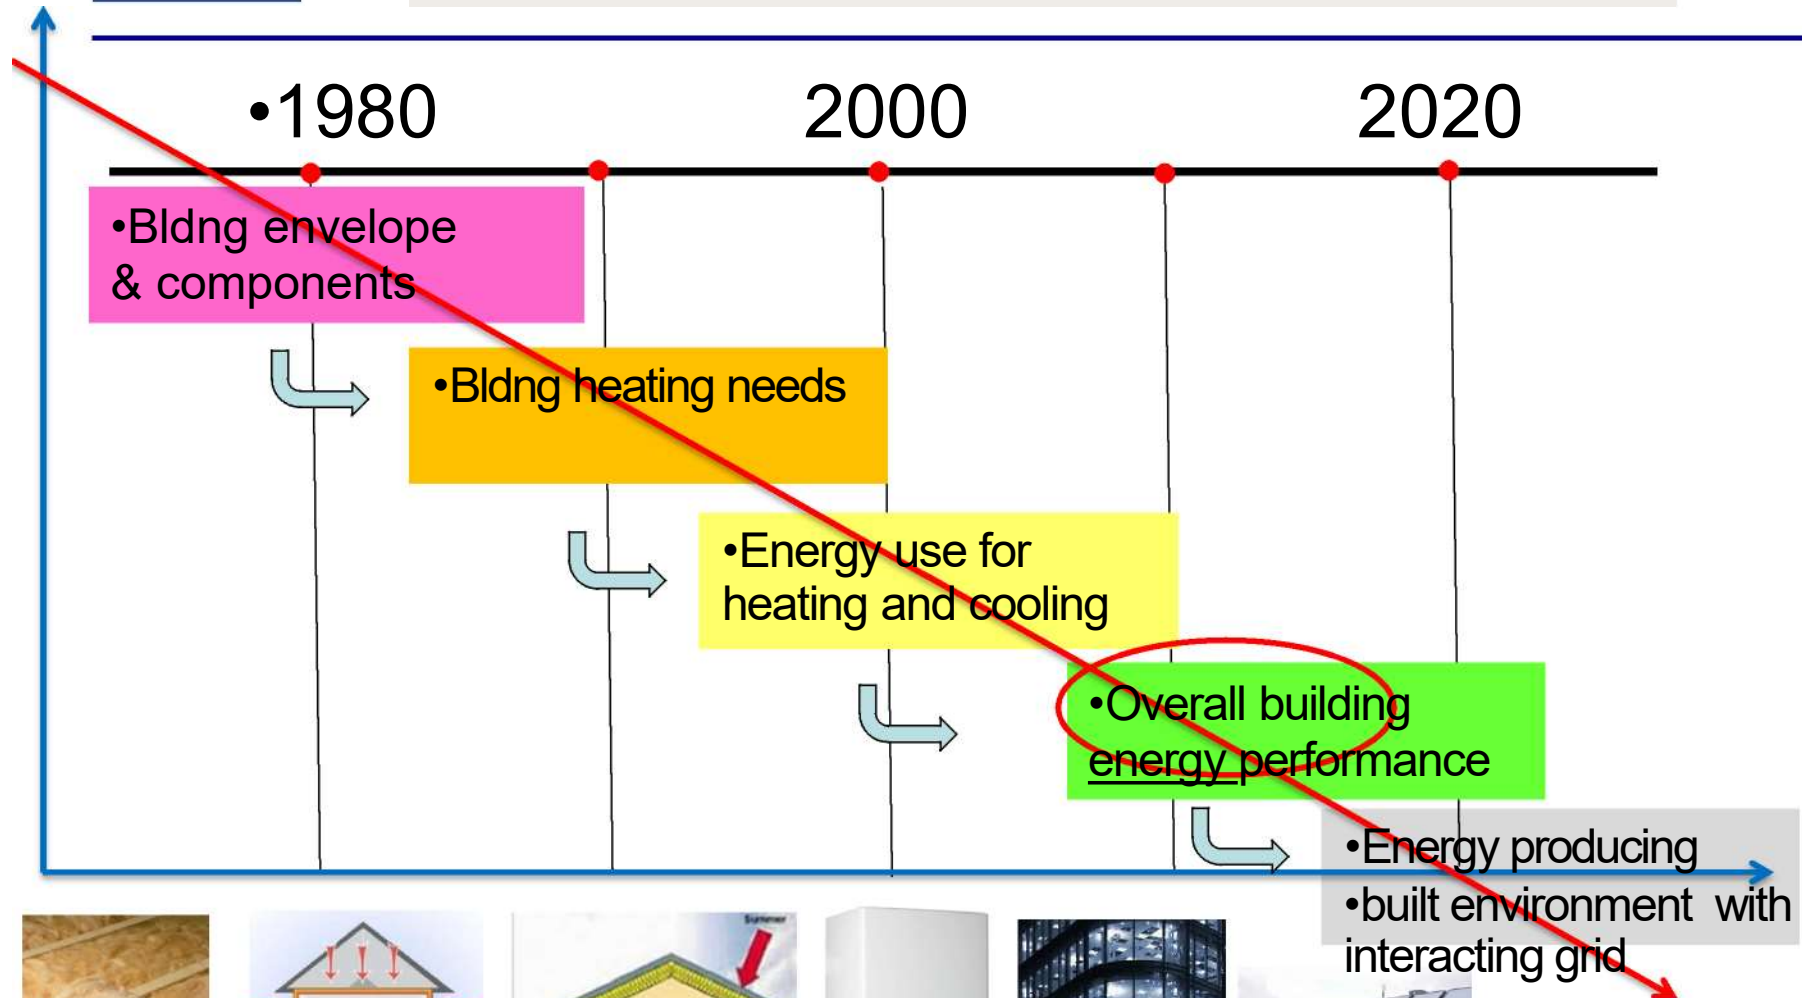 •1980 2000 2020
•Bldng envelope
& components
•Bldng heating needs
•Energy use for
heating and cooling
•Overall building
energy performance
•Energy producing
•built environment with
interacting grid
Summer